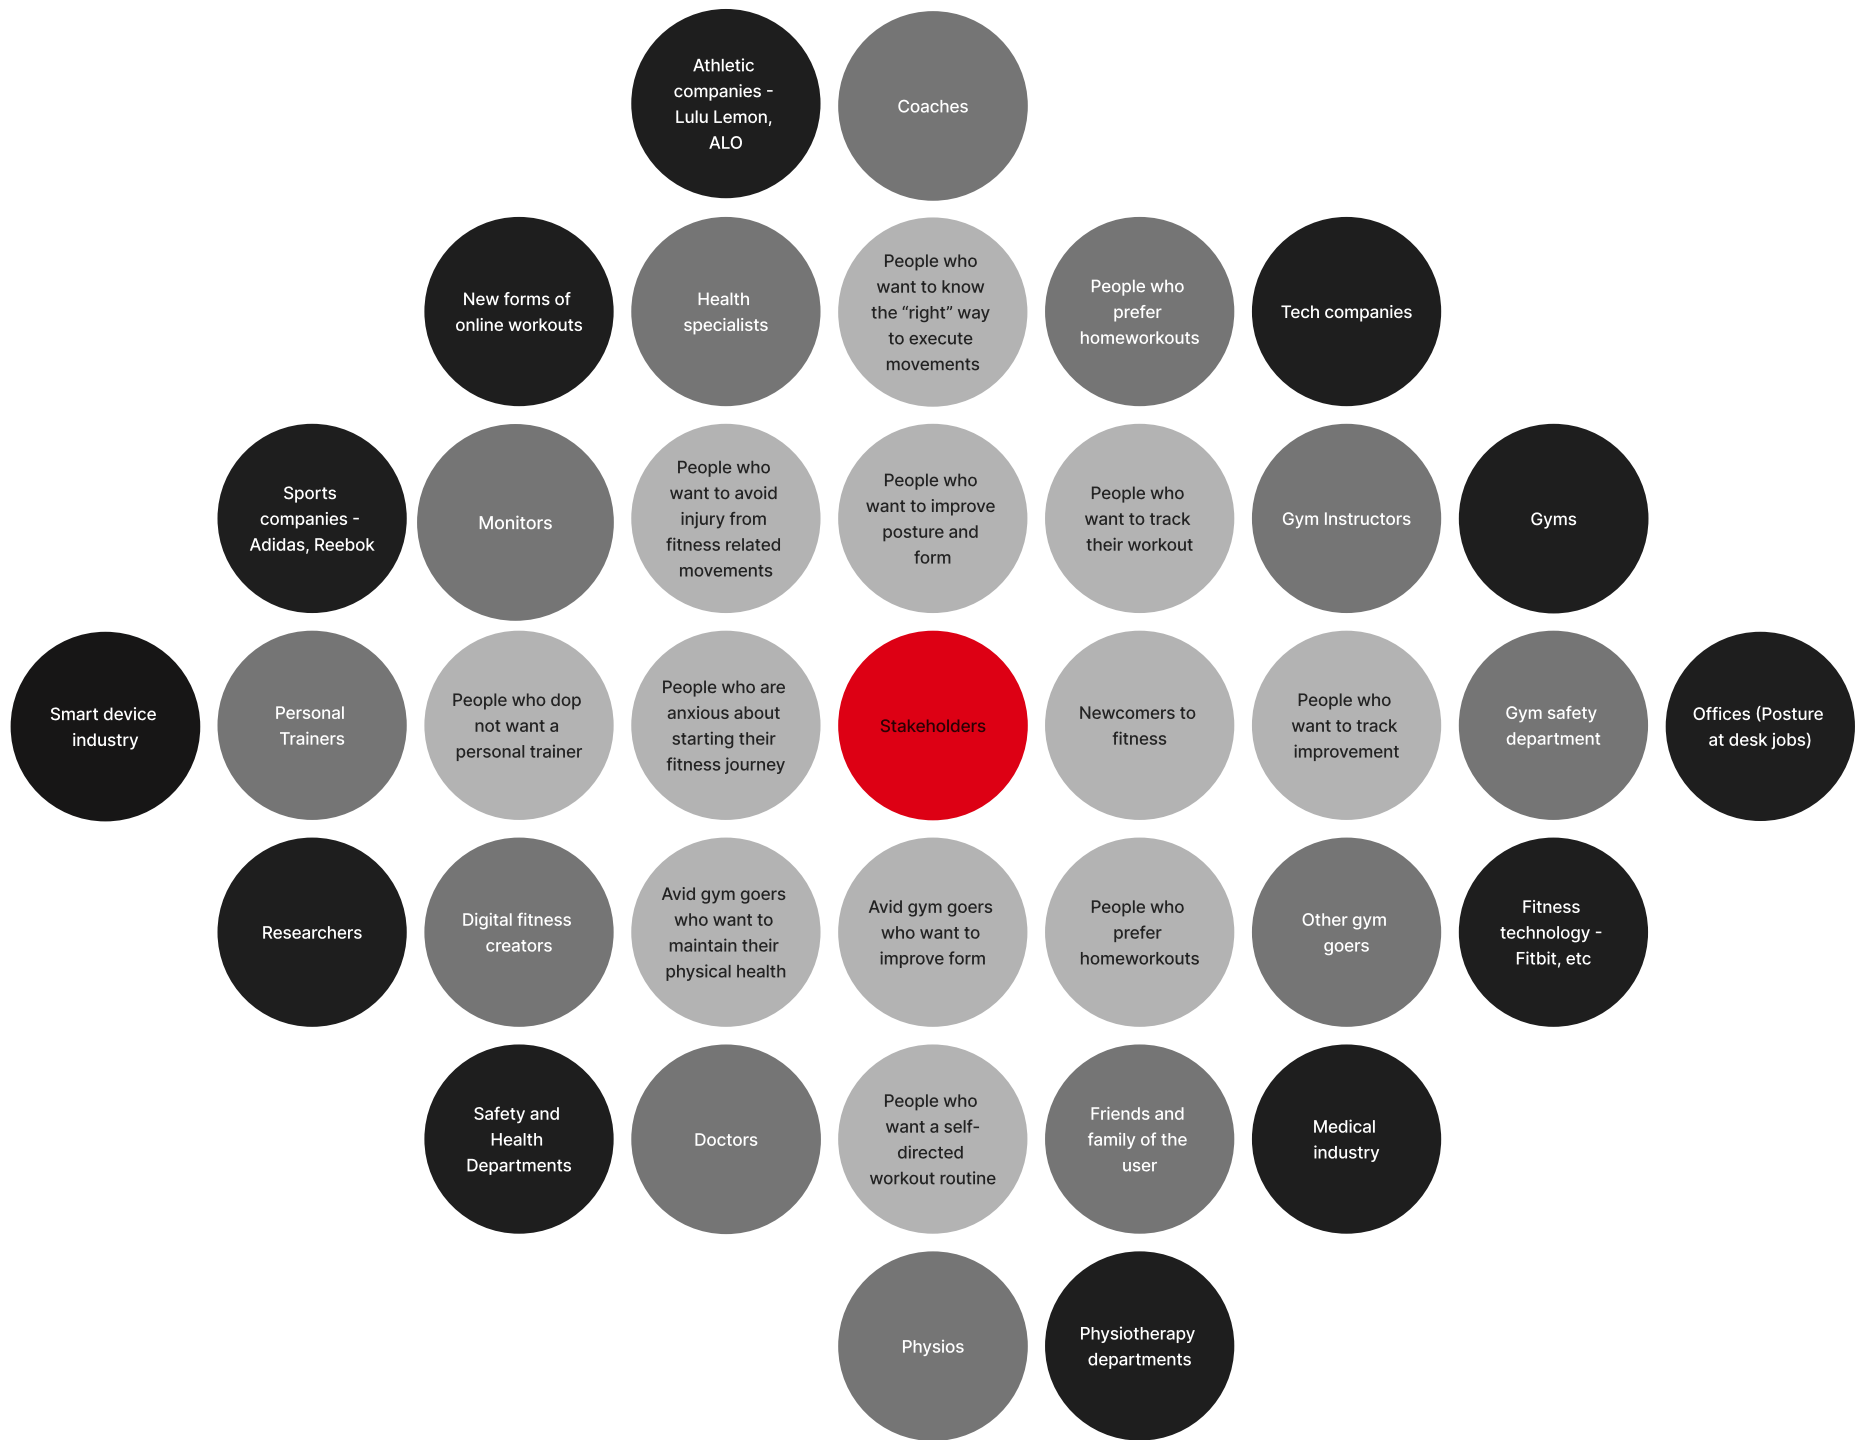 Athletic
companies -
Lulu Lemon,
ALO
Coaches
New forms of
online workouts
Health
specialists
People who
want to know
the “right” way
to execute
movements
People who
prefer
homeworkouts
Tech companies
Sports
companies -
Adidas, Reebok
Monitors
People who
want to avoid
injury from
fitness related
movements
People who
want to improve
posture and
form
People who
want to track
their workout
Gym Instructors
Gyms
Smart device
industry
Personal
Trainers
People who dop
not want a
personal trainer
People who are
anxious about
starting their
fitness journey
Stakeholders
Newcomers to
fitness
People who
want to track
improvement
Gym safety
department
Offices (Posture
at desk jobs)
Researchers
Digital fitness
creators
Avid gym goers
who want to
maintain their
physical health
Avid gym goers
who want to
improve form
People who
prefer
homeworkouts
Other gym
goers
Fitness
technology -
Fitbit, etc
Safety and
Health
Departments
Doctors
People who
want a self-
directed
workout routine
Friends and
family of the
user
Medical
industry
Physios
Physiotherapy
departments